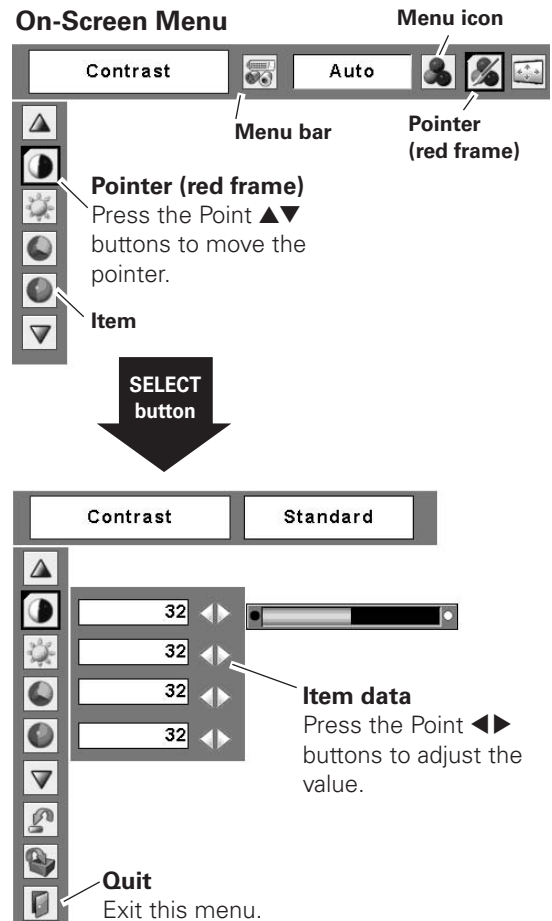 On-Screen Menu
Menu icon
Contrast
Auto
Menu bar
Pointer
(red frame)
Pointer (red frame)
Press the Point ▲▼
buttons to move the
pointer.
Item
SELECT
button
Contrast
Standard
32
32
32
32
Item data
Press the Point ◀▶
buttons to adjust the
value.
Quit
Exit this menu.